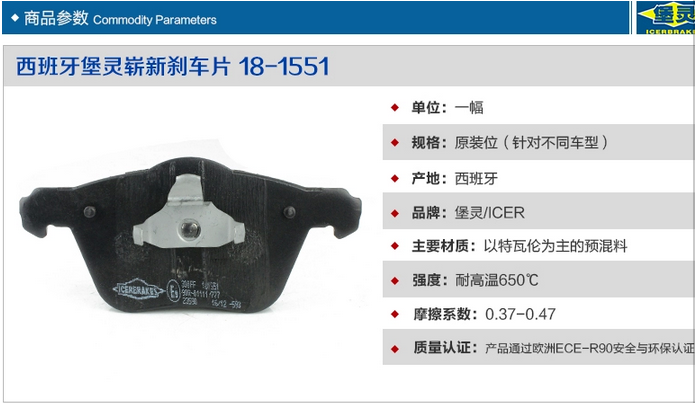 商品参数 Commodity Parameters
堡灵
ICERBRAKES
西班牙堡灵崭新刹车片 18-1551
单位：一幅
规格：原装位（针对不同车型）
产地：西班牙
品牌：堡灵/ICER
主要材质：以特瓦伦为主的预混料
强度：耐高温650℃
摩擦系数：0.37-0.47
质量认证：产品通过欧洲ECE-R90安全与环保认证
ICERBRAKES
E9